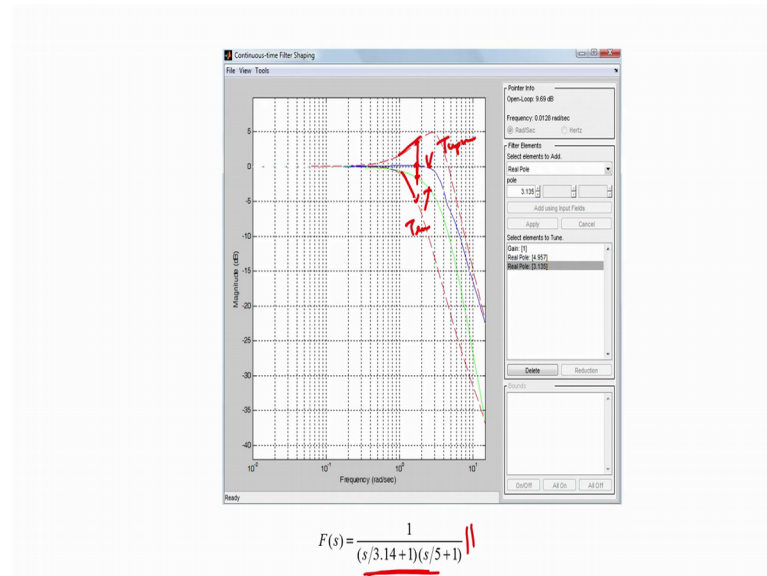 Continuous-time Filter Shaping
File View Tools
Pointer Info
Open-Loop: 9.69 dB
Frequency: 0.0128 rad/sec
Rad/Sec Hertz
Filter Elements
Select elements to Add.
Real Pole
pole
3.135
Add using Input Fields
Apply Cancel
Select elements to Tune.
Gain: [1]
Real Pole: [4.957]
Real Pole: [3.135]
Delete Reduction
Bounds
On/Off All On All Off
5
0
-5
-10
-15
-20
-25
-30
-35
-40
Magnitude (dB)
10⁻² 10⁻¹ 10⁰ 10¹
Frequency (rad/sec)
Ready
F(s) = 1 / (s/3.14+1)(s/5+1)